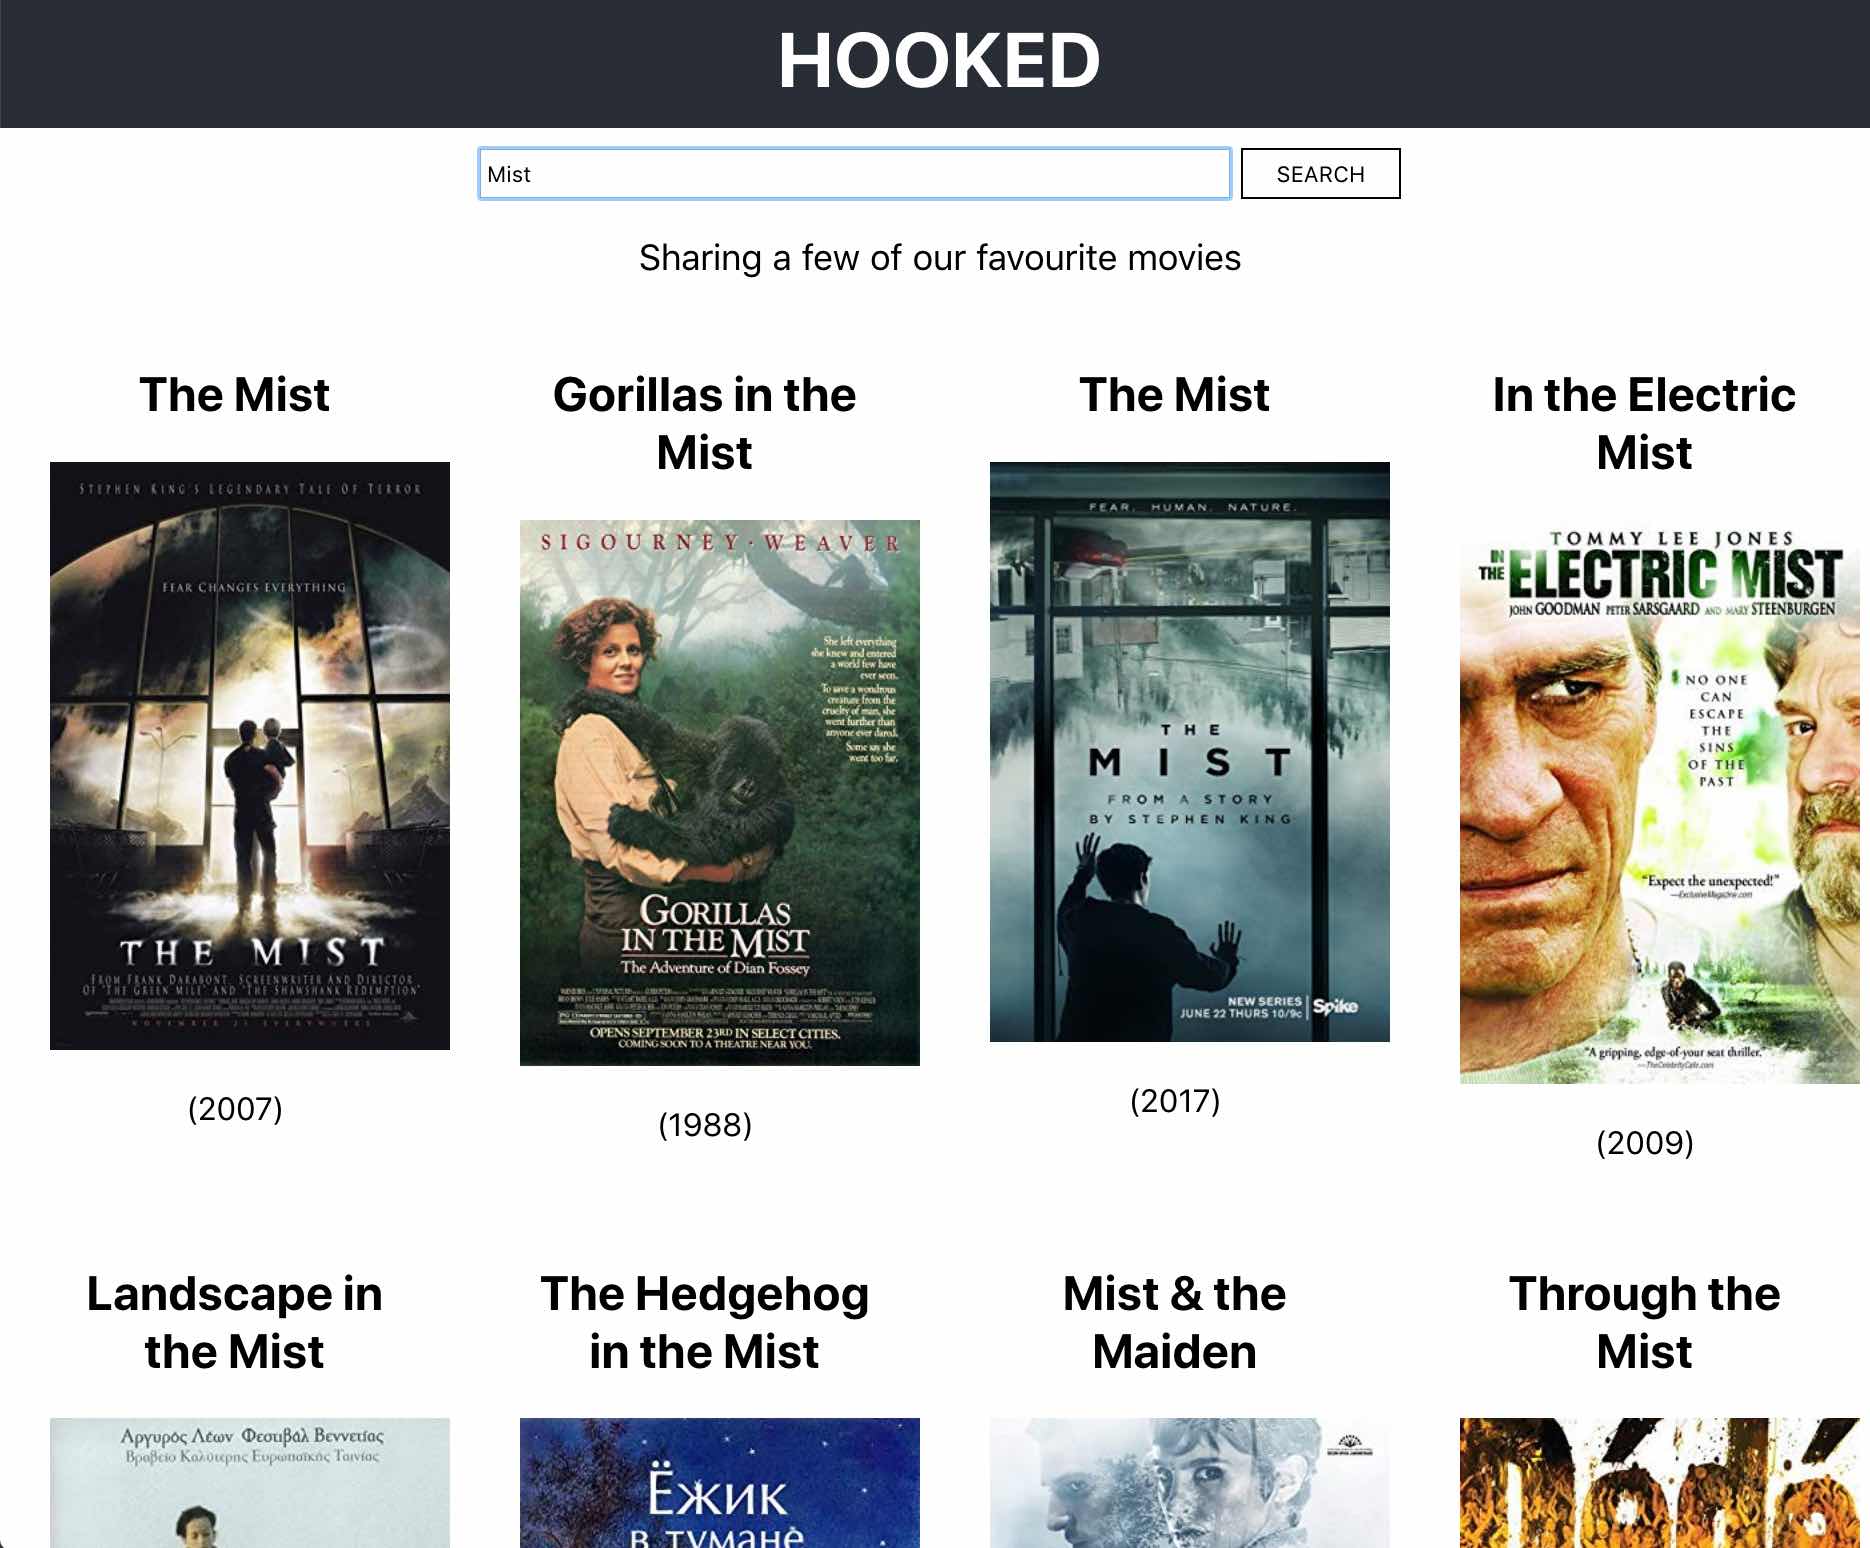 HOOKED
Mist
SEARCH
Sharing a few of our favourite movies
The Mist
STEPHEN KING'S LEGENDARY TALE OF TERROR
FEAR CHANGES EVERYTHING
THE MIST
FROM FRANK DARABONT, SCREENWRITER AND DIRECTOR
OF 'THE GREEN MILE' AND 'THE SHAWSHANK REDEMPTION'
NOVEMBER 21 EVERYWHERE
(2007)
Gorillas in the
Mist
SIGOURNEY · WEAVER
She left everything
she knew and entered
a world few have
ever seen.
To save a wondrous
creature from the
cruelty of man, she
went further than
anyone ever dared.
Some say she
went too far.
GORILLAS
IN THE MIST
The Adventure of Dian Fossey
OPENS SEPTEMBER 23RD IN SELECT CITIES.
COMING SOON TO A THEATRE NEAR YOU.
(1988)
The Mist
FEAR. HUMAN. NATURE.
THE
MIST
FROM A STORY
BY STEPHEN KING
NEW SERIES
JUNE 22 THURS 10/9c
Spike
(2017)
In the Electric
Mist
TOMMY LEE JONES
IN
THE ELECTRIC MIST
JOHN GOODMAN PETER SARSGAARD AND MARY STEENBURGEN
NO ONE
CAN
ESCAPE
THE
SINS
OF THE
PAST
"Expect the unexpected!"
—ExclusiveMagazine.com
"A gripping, edge-of-your seat thriller."
—TheCelebrityCafe.com
(2009)
Landscape in
the Mist
Αργυρός Λέων Φεστιβάλ Βεννετίας
Βραβείο Καλύτερης Ευρωπαϊκής Ταινίας
The Hedgehog
in the Mist
Ёжик
в тумане
Mist & the
Maiden
Through the
Mist